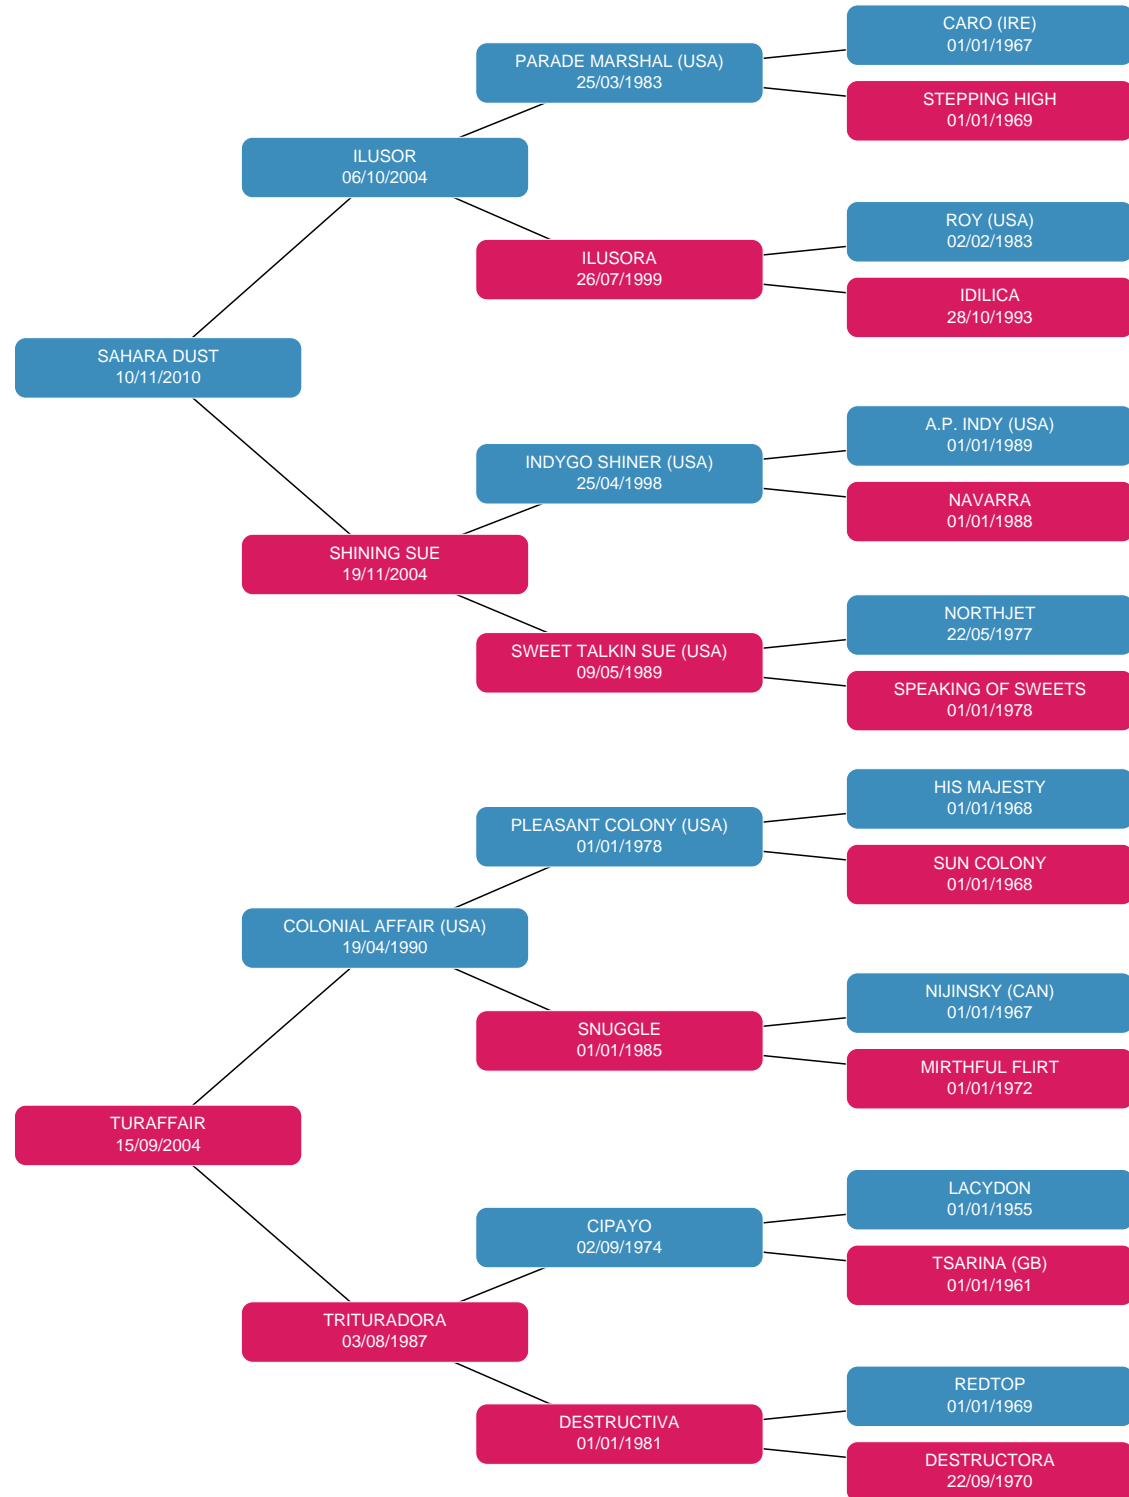 CARO (IRE)
01/01/1967
PARADE MARSHAL (USA)
25/03/1983
STEPPING HIGH
01/01/1969
ILUSOR
06/10/2004
ROY (USA)
02/02/1983
ILUSORA
26/07/1999
IDILICA
28/10/1993
SAHARA DUST
10/11/2010
A.P. INDY (USA)
01/01/1989
INDYGO SHINER (USA)
25/04/1998
NAVARRA
01/01/1988
SHINING SUE
19/11/2004
NORTHJET
22/05/1977
SWEET TALKIN SUE (USA)
09/05/1989
SPEAKING OF SWEETS
01/01/1978
HIS MAJESTY
01/01/1968
PLEASANT COLONY (USA)
01/01/1978
SUN COLONY
01/01/1968
COLONIAL AFFAIR (USA)
19/04/1990
NIJINSKY (CAN)
01/01/1967
SNUGGLE
01/01/1985
MIRTHFUL FLIRT
01/01/1972
TURAFFAIR
15/09/2004
LACYDON
01/01/1955
CIPAYO
02/09/1974
TSARINA (GB)
01/01/1961
TRITURADORA
03/08/1987
REDTOP
01/01/1969
DESTRUCTIVA
01/01/1981
DESTRUCTORA
22/09/1970